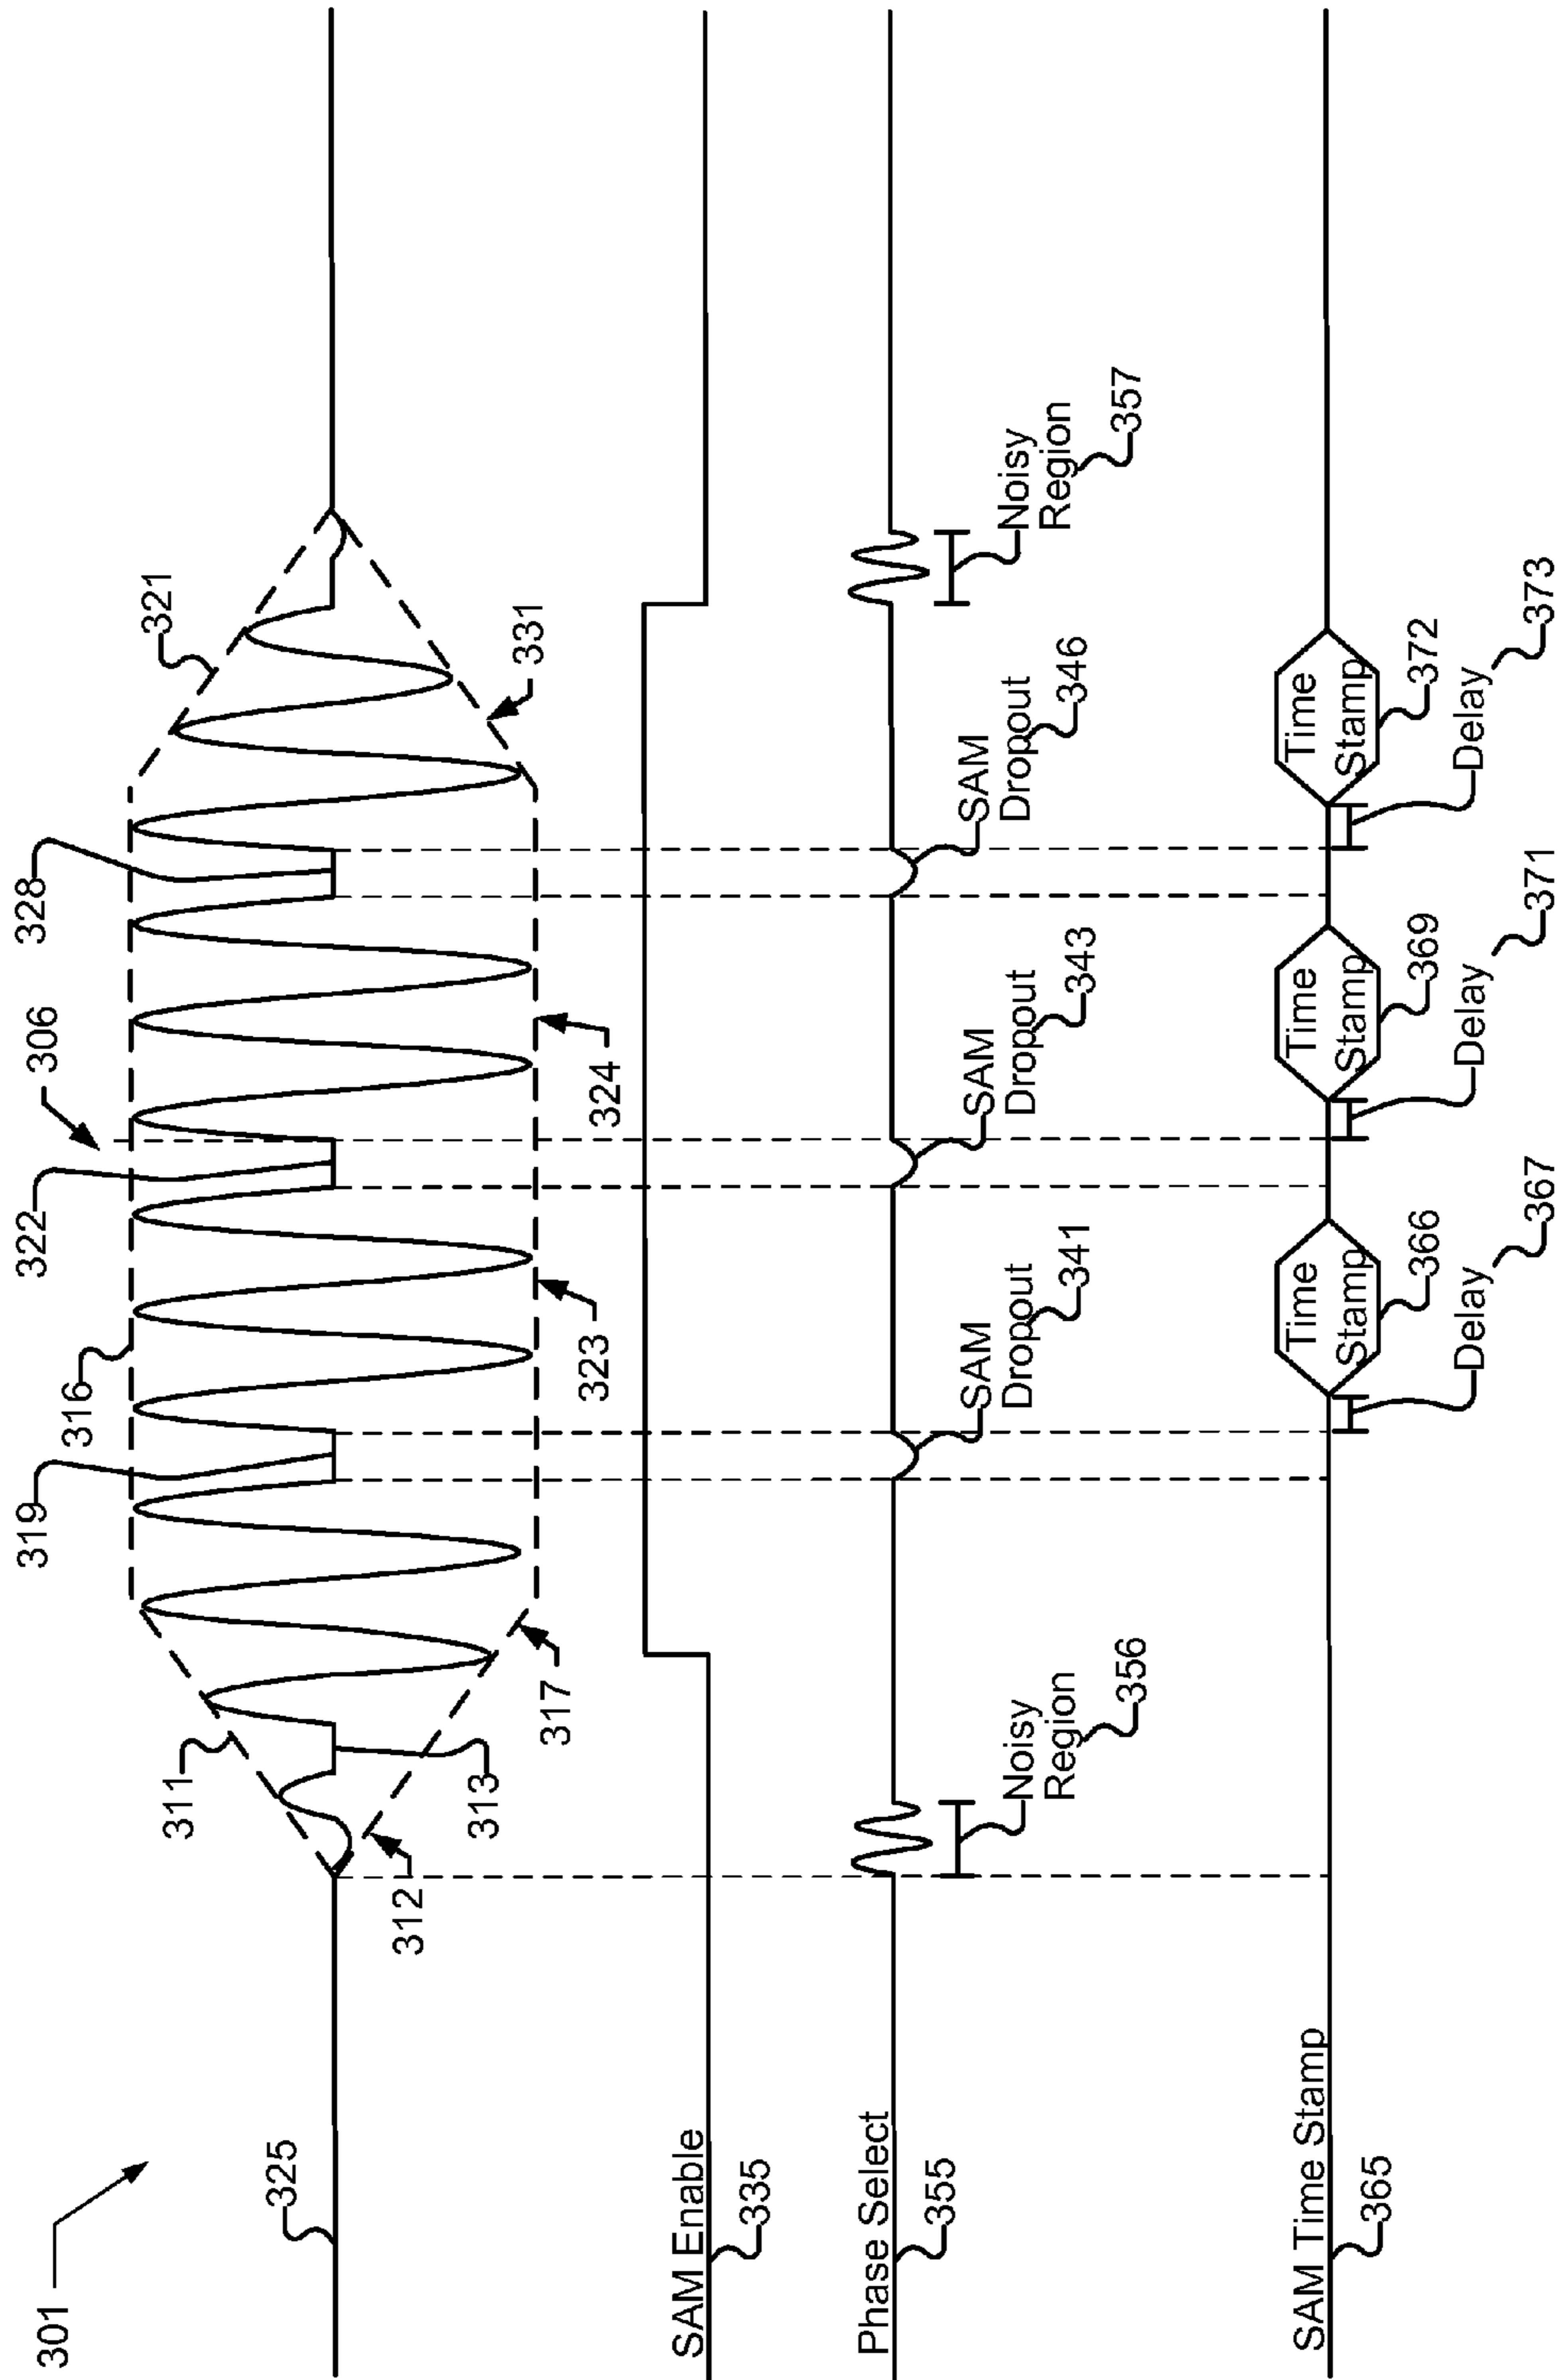 301
325
311
312
313
316
317
319
322
306
323
324
328
321
331
SAM Enable
335
Phase Select
355
Noisy
Region
356
SAM
Dropout
341
SAM
Dropout
343
SAM
Dropout
346
Noisy
Region
357
SAM Time Stamp
365
Time
Stamp
366
Delay
367
Time
Stamp
369
Delay
371
Time
Stamp
372
Delay
373